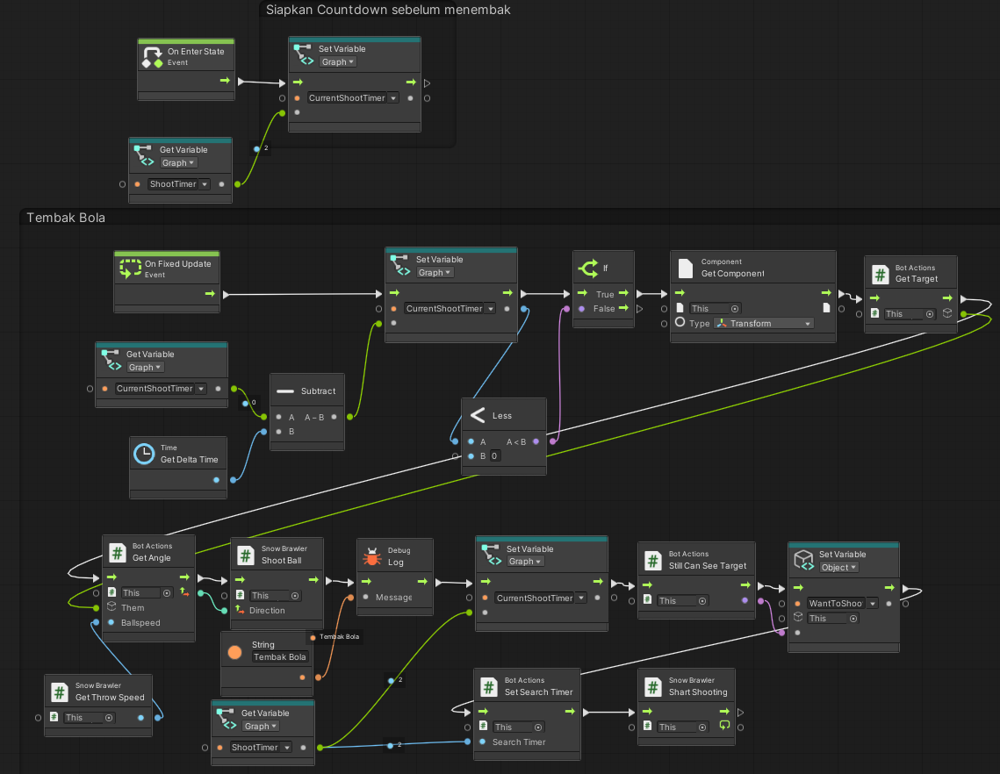 Siapkan Countdown sebelum menembak
On Enter State
Event
Set Variable
Graph
CurrentShootTimer
2
Get Variable
Graph
ShootTimer
Tembak Bola
On Fixed Update
Event
Set Variable
Graph
CurrentShootTimer
If
True
False
Component
Get Component
This
Type Transform
Bot Actions
Get Target
This
Get Variable
Graph
CurrentShootTimer
0
Subtract
A A − B
B
Time
Get Delta Time
Less
A A < B
B 0
Bot Actions
Get Angle
This
Them
Ballspeed
Snow Brawler
Shoot Ball
This
Direction
Debug
Log
Message
Set Variable
Graph
CurrentShootTimer
Bot Actions
Still Can See Target
This
Set Variable
Object
WantToShoo
This
String
Tembak Bola
Tembak Bola
Snow Brawler
Get Throw Speed
This
Get Variable
Graph
ShootTimer
2
2
Bot Actions
Set Search Timer
This
Search Timer
Snow Brawler
Shart Shooting
This